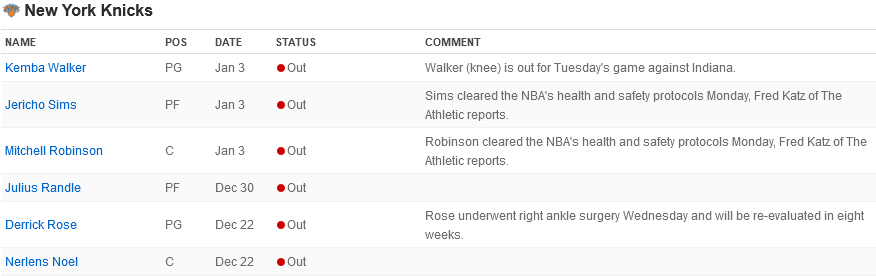 New York Knicks
NAME POS DATE STATUS COMMENT
Kemba Walker PG Jan 3 Out Walker (knee) is out for Tuesday's game against Indiana.
Jericho Sims PF Jan 3 Out Sims cleared the NBA's health and safety protocols Monday, Fred Katz of The
Athletic reports.
Mitchell Robinson C Jan 3 Out Robinson cleared the NBA's health and safety protocols Monday, Fred Katz of The
Athletic reports.
Julius Randle PF Dec 30 Out
Derrick Rose PG Dec 22 Out Rose underwent right ankle surgery Wednesday and will be re-evaluated in eight
weeks.
Nerlens Noel C Dec 22 Out